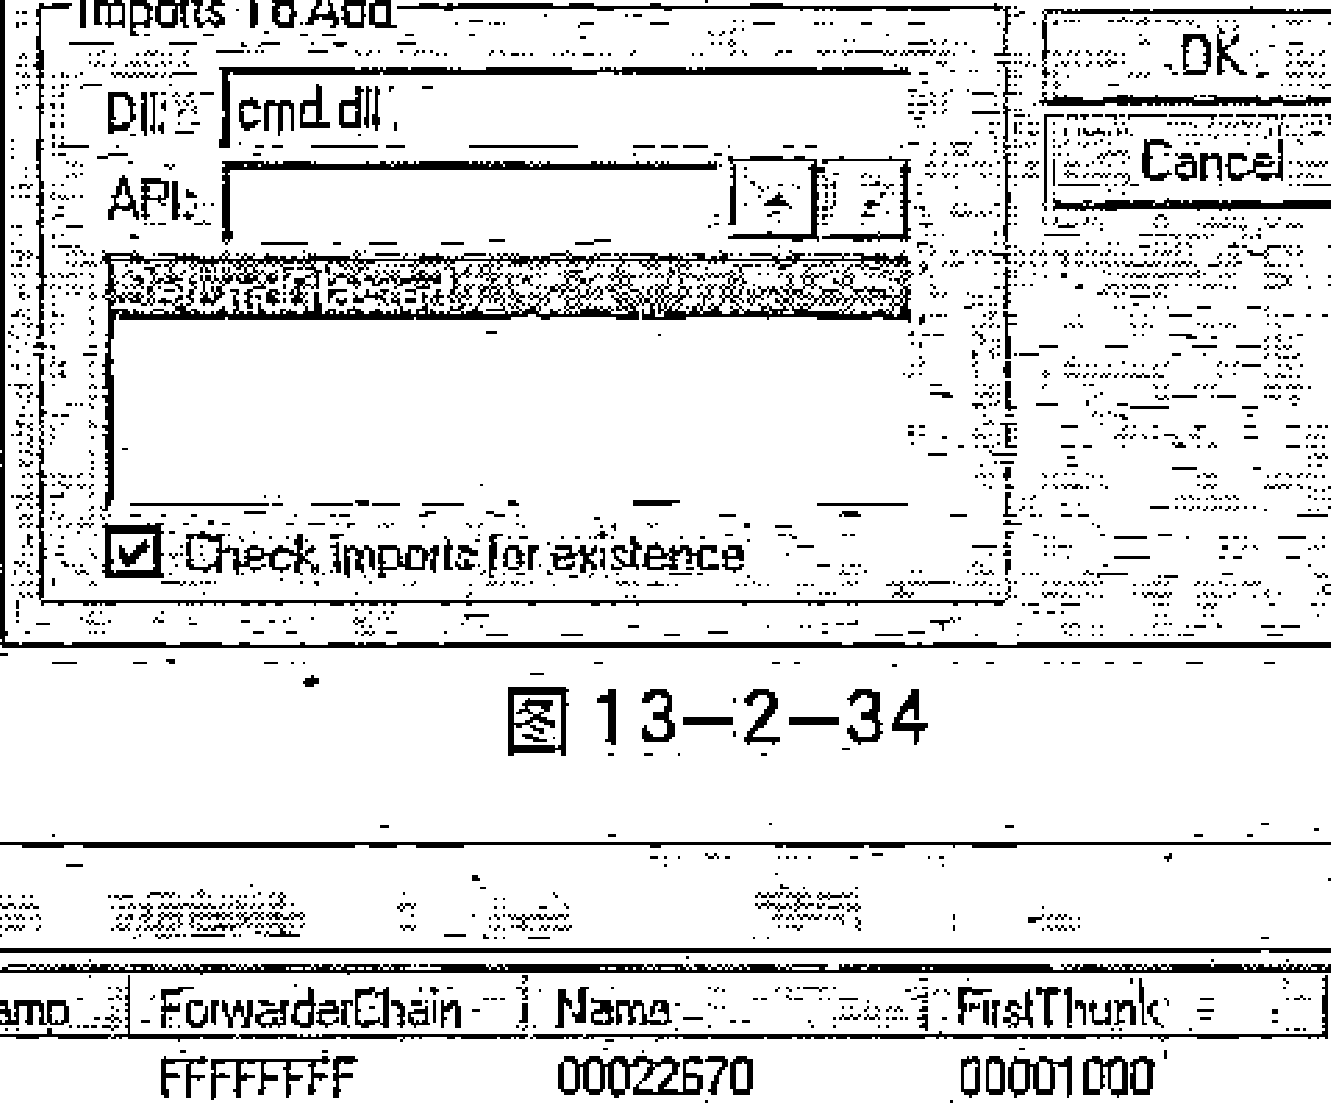 Imports To Add
Dll:
cmd.dll
API:
OK
Cancel
Check imports for existence
图 13-2-34
amp ForwarderChain Name FirstThunk
FFFFFFFF 00022670 00001000